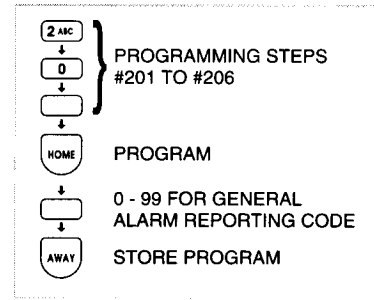 2 ABC
PROGRAMMING STEPS
0
#201 TO #206
HOME
PROGRAM
0 - 99 FOR GENERAL
ALARM REPORTING CODE
AWAY
STORE PROGRAM